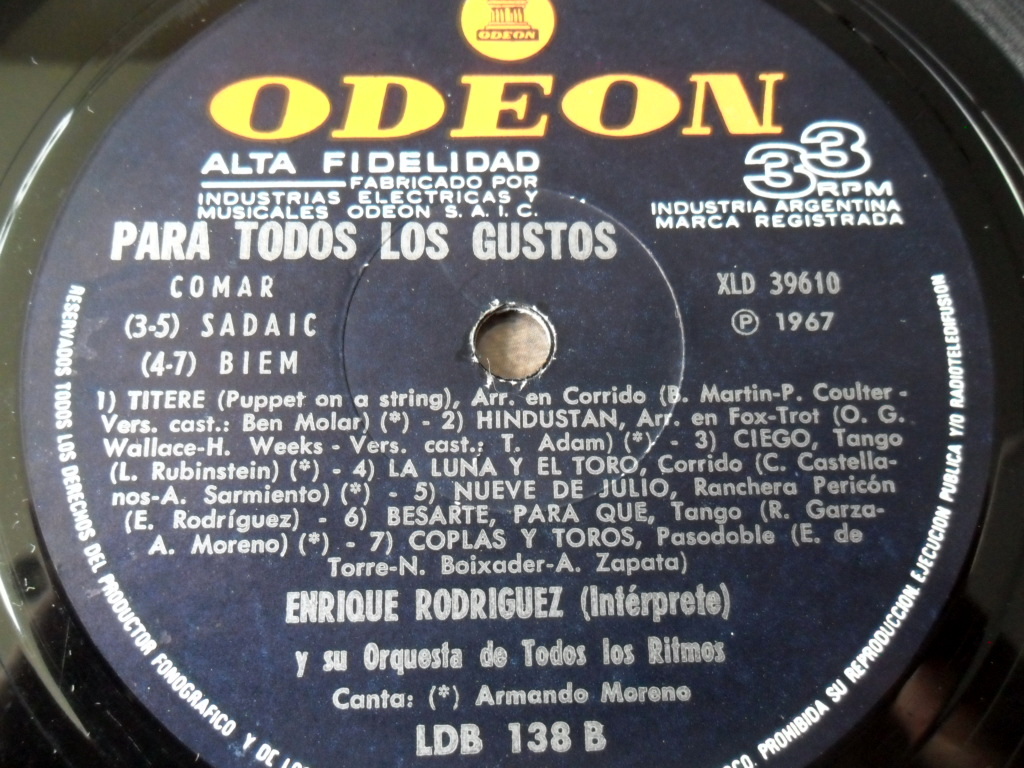 ODEON
ODEON
ALTA FIDELIDAD
FABRICADO POR
INDUSTRIAS ELECTRICAS Y
MUSICALES ODEON S.A.I.C.
33
RPM
INDUSTRIA ARGENTINA
MARCA REGISTRADA
PARA TODOS LOS GUSTOS
COMAR
(3-5) SADAIC
(4-7) BIEM
XLD 39610
Ⓟ 1967
1) TITERE (Puppet on a string), Arr. en Corrido (B. Martin-P. Coulter -
Vers. cast.: Ben Molar) (*) - 2) HINDUSTAN, Arr. en Fox-Trot (O. G.
Wallace-H. Weeks - Vers. cast.: T. Adam) (*) - 3) CIEGO, Tango
(L. Rubinstein) (*) - 4) LA LUNA Y EL TORO, Corrido (C. Castella-
nos-A. Sarmiento) (*) - 5) NUEVE DE JULIO, Ranchera Pericón
(E. Rodríguez) - 6) BESARTE, PARA QUE, Tango (R. Garza-
A. Moreno) (*) - 7) COPLAS Y TOROS, Pasodoble (E. de
Torre-N. Boixader-A. Zapata)
ENRIQUE RODRIGUEZ (Intérprete)
y su Orquesta de Todos los Ritmos
Canta: (*) Armando Moreno
LDB 138 B
RESERVADOS TODOS LOS DERECHOS DEL PRODUCTOR FONOGRAFICO Y DE
PROHIBIDA SU REPRODUCCION, EJECUCION PUBLICA Y/O RADIOTELEDIFUSION